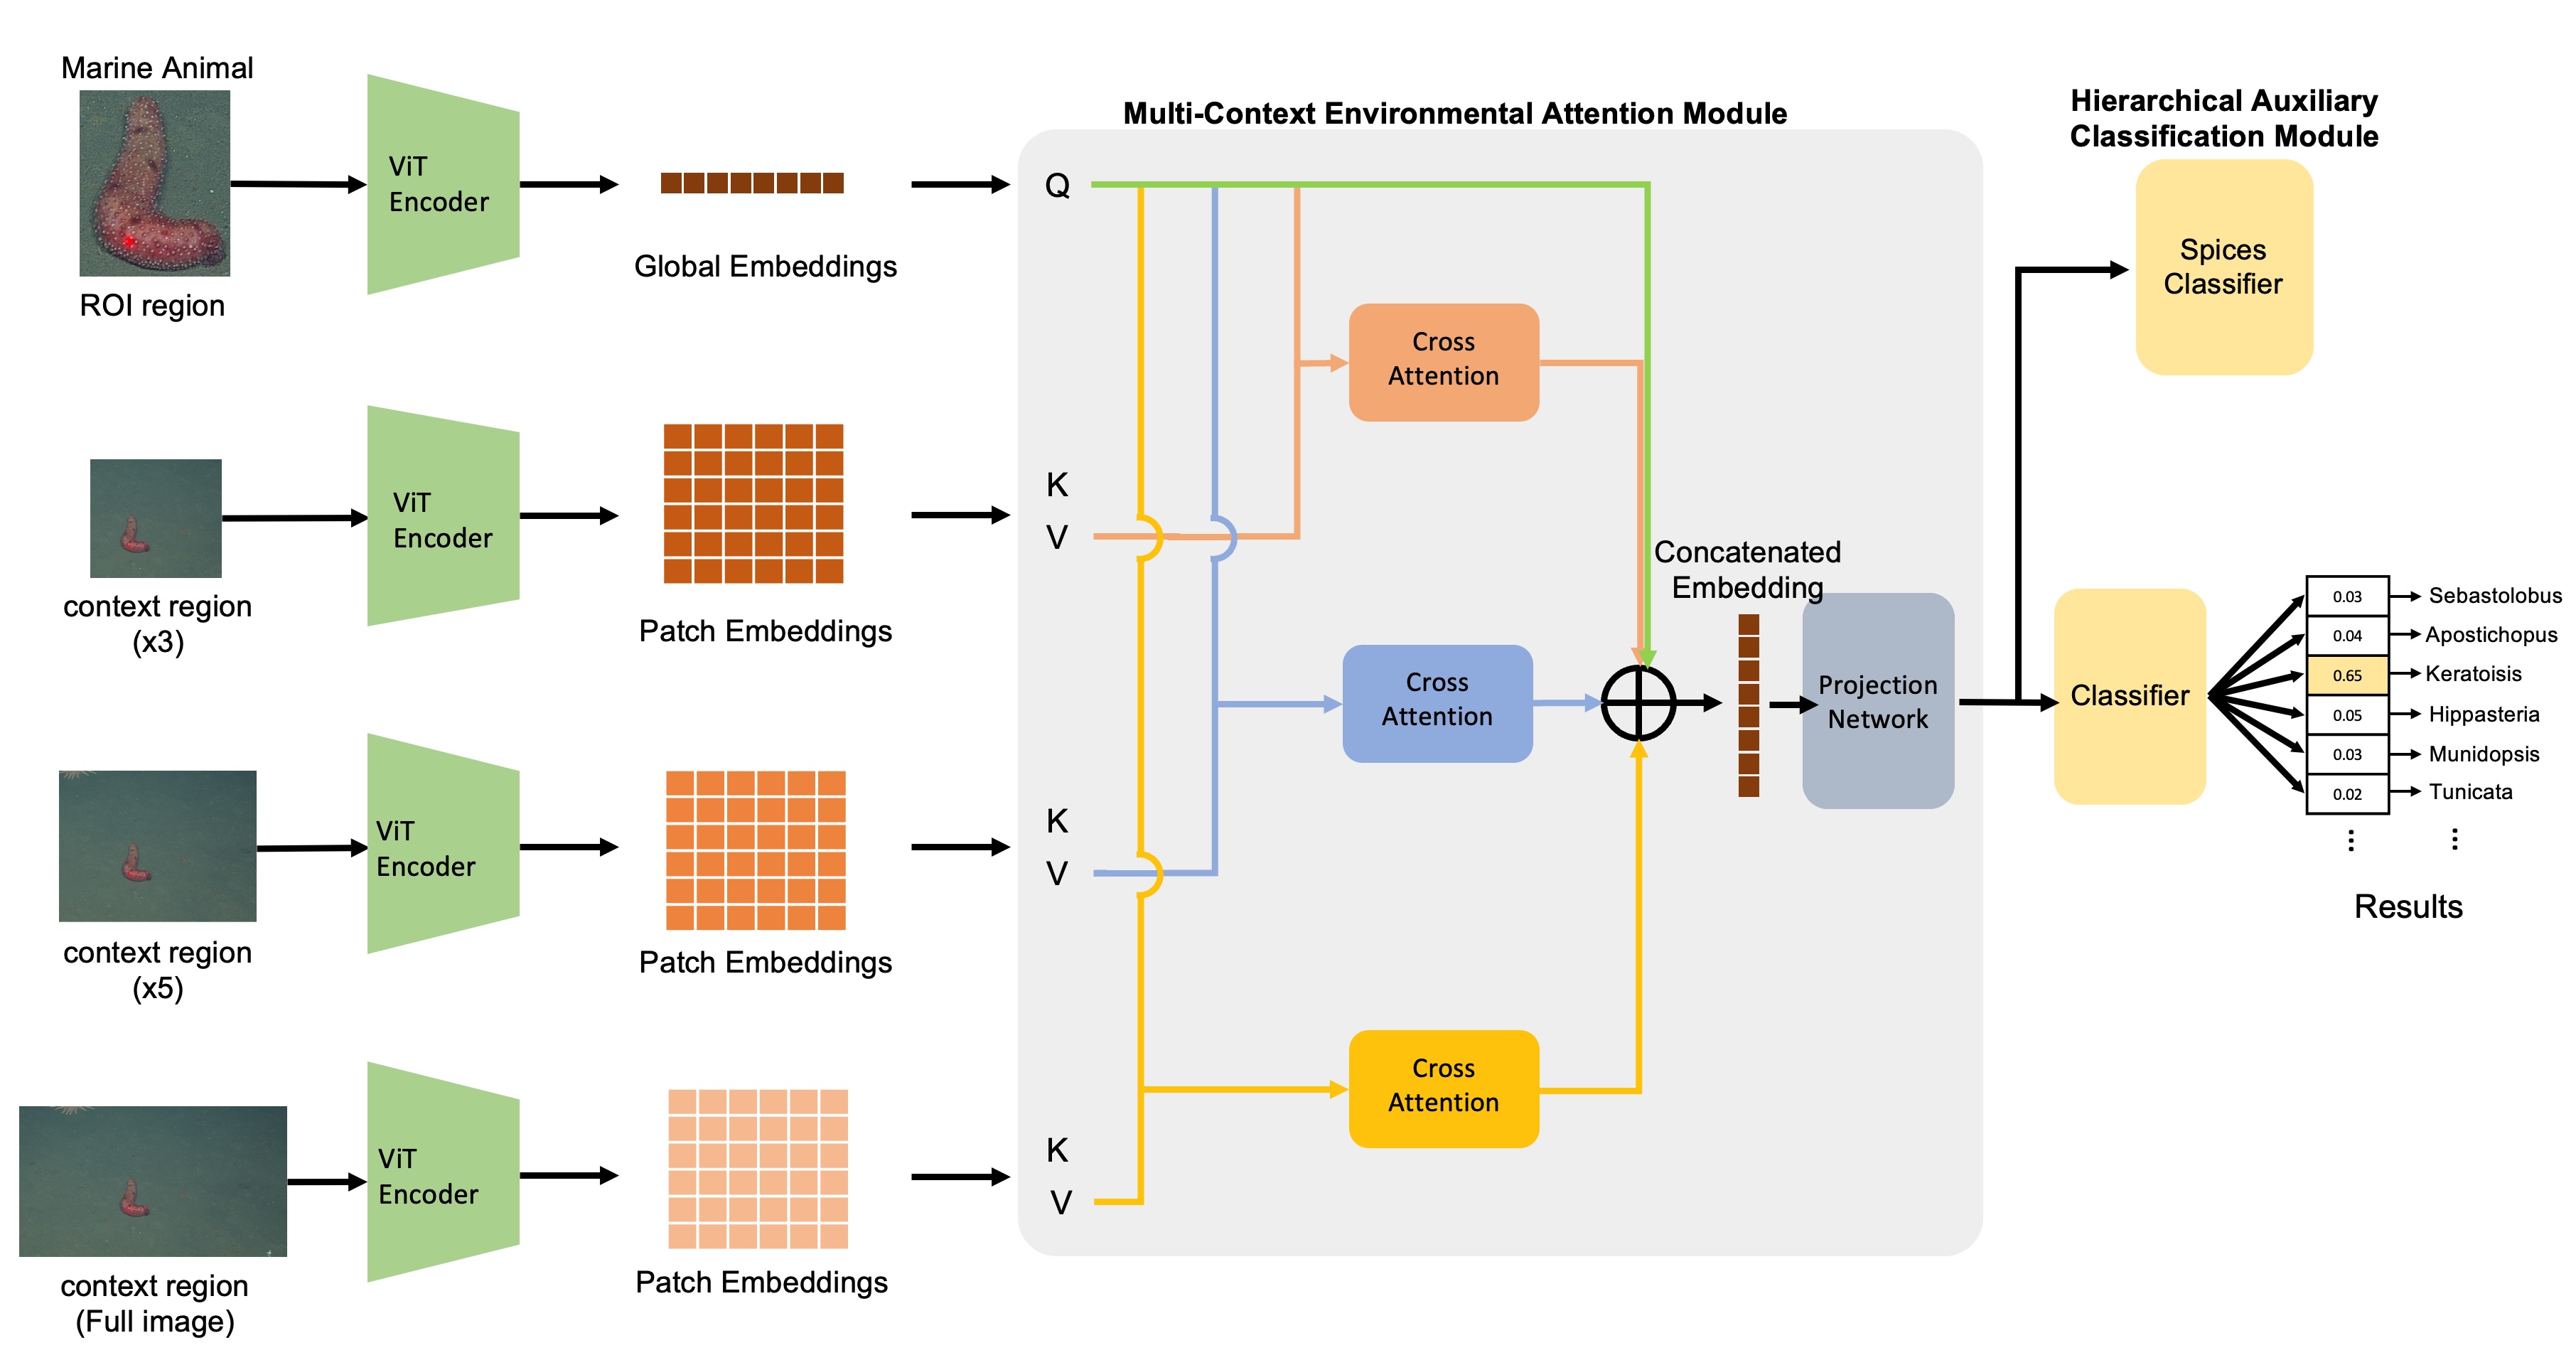 Marine Animal
ROI region
ViT
Encoder
Global Embeddings
context region
(x3)
ViT
Encoder
Patch Embeddings
context region
(x5)
ViT
Encoder
Patch Embeddings
context region
(Full image)
ViT
Encoder
Patch Embeddings
Multi-Context Environmental Attention Module
Q
K
V
K
V
K
V
Cross
Attention
Cross
Attention
Cross
Attention
Concatenated
Embedding
Projection
Network
Hierarchical Auxiliary
Classification Module
Spices
Classifier
Classifier
0.03 Sebastolobus
0.04 Apostichopus
0.65 Keratoisis
0.05 Hippasteria
0.03 Munidopsis
0.02 Tunicata
⋮ ⋮
Results